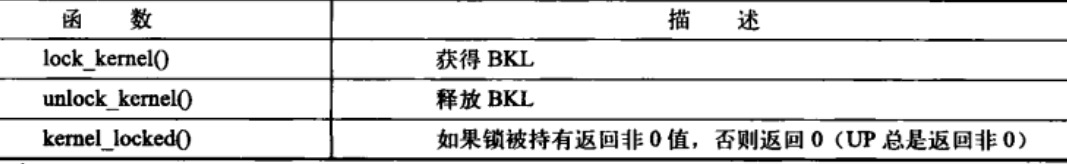 函 数 描 述
lock_kernel() 获得 BKL
unlock_kernel() 释放 BKL
kernel_locked() 如果锁被持有返回非 0 值，否则返回 0（UP 总是返回非 0）